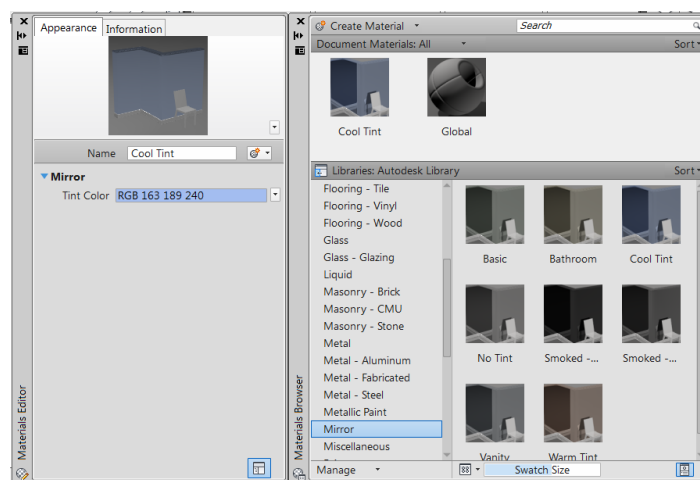 Appearance
Information
Name
Cool Tint
Mirror
Tint Color
RGB 163 189 240
Materials Editor
Create Material
Search
Document Materials: All
Sort
Cool Tint
Global
Libraries: Autodesk Library
Sort
Flooring - Tile
Flooring - Vinyl
Flooring - Wood
Glass
Glass - Glazing
Liquid
Masonry - Brick
Masonry - CMU
Masonry - Stone
Metal
Metal - Aluminum
Metal - Fabricated
Metal - Steel
Metallic Paint
Mirror
Miscellaneous
Basic
Bathroom
Cool Tint
No Tint
Smoked -...
Smoked -...
Vanity
Warm Tint
Manage
Swatch Size
Materials Browser